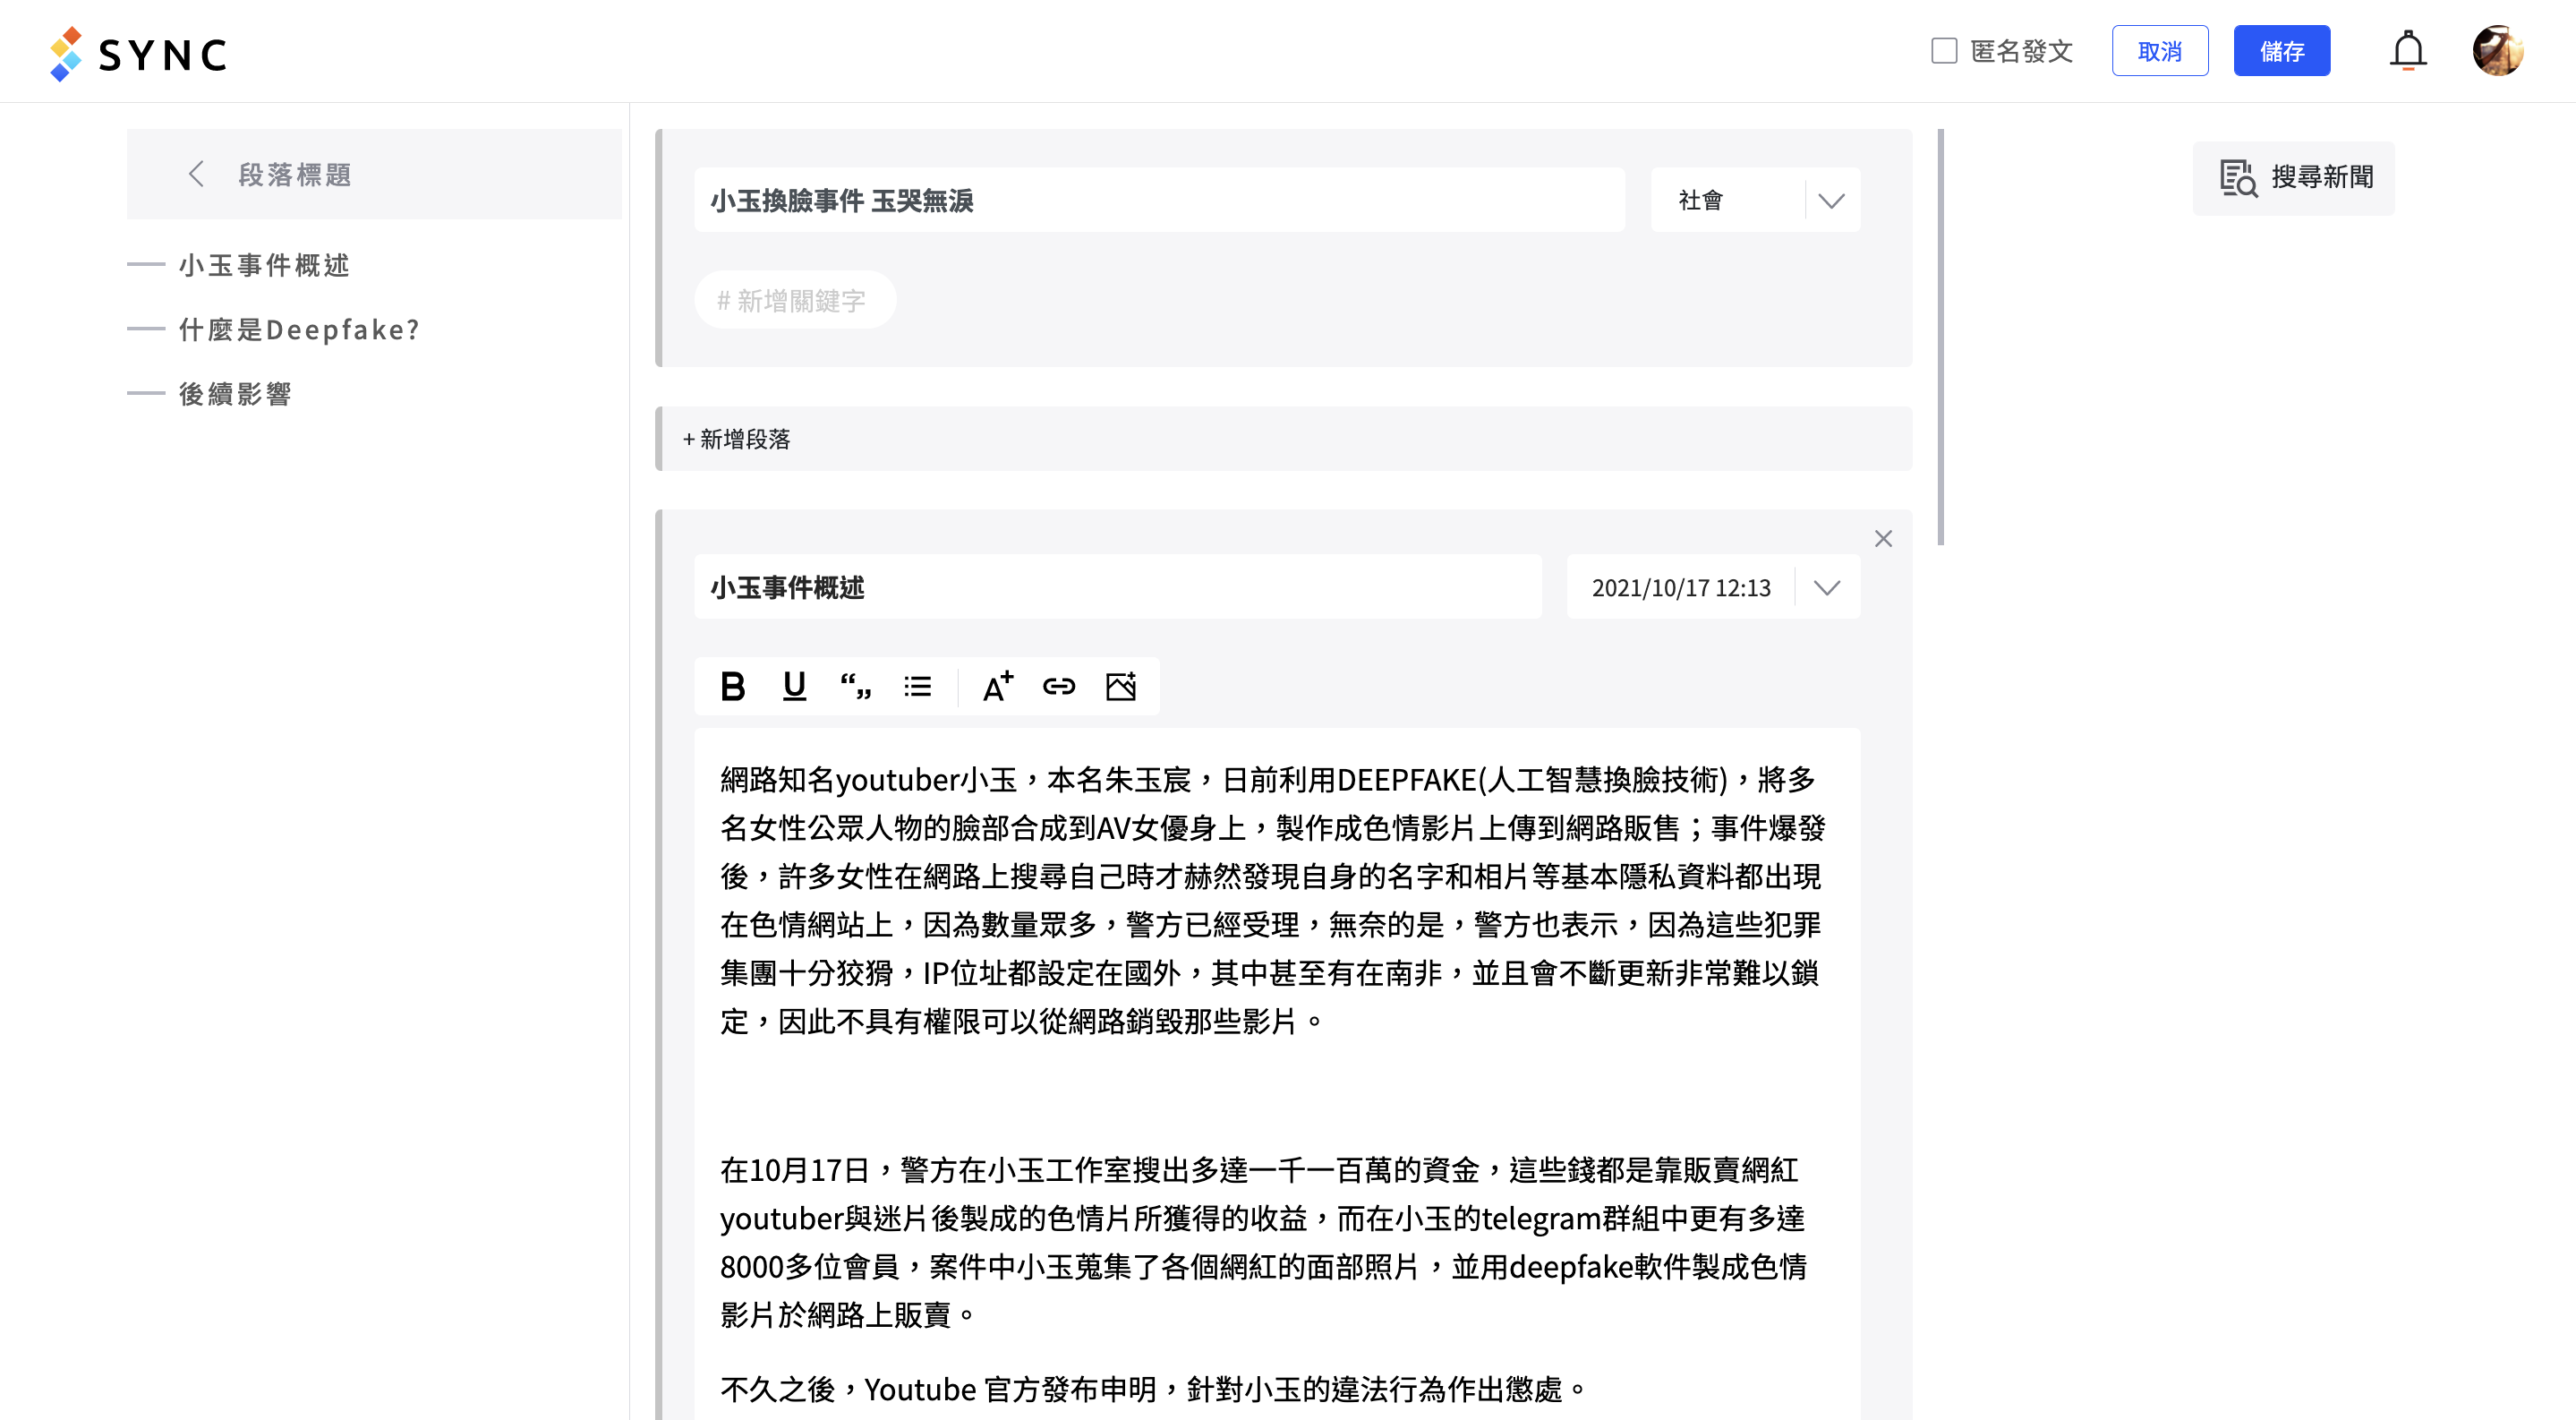 SYNC
匿名發文
取消
儲存
段落標題
小玉事件概述
什麼是Deepfake?
後續影響
小玉換臉事件 玉哭無淚
社會
# 新增關鍵字
+ 新增段落
小玉事件概述
2021/10/17 12:13
B U “„ A+
網路知名youtuber小玉，本名朱玉宸，日前利用DEEPFAKE(人工智慧換臉技術)，將多
名女性公眾人物的臉部合成到AV女優身上，製作成色情影片上傳到網路販售；事件爆發
後，許多女性在網路上搜尋自己時才赫然發現自身的名字和相片等基本隱私資料都出現
在色情網站上，因為數量眾多，警方已經受理，無奈的是，警方也表示，因為這些犯罪
集團十分狡猾，IP位址都設定在國外，其中甚至有在南非，並且會不斷更新非常難以鎖
定，因此不具有權限可以從網路銷毀那些影片。
在10月17日，警方在小玉工作室搜出多達一千一百萬的資金，這些錢都是靠販賣網紅
youtuber與迷片後製成的色情片所獲得的收益，而在小玉的telegram群組中更有多達
8000多位會員，案件中小玉蒐集了各個網紅的面部照片，並用deepfake軟件製成色情
影片於網路上販賣。
不久之後，Youtube 官方發布申明，針對小玉的違法行為作出懲處。
搜尋新聞